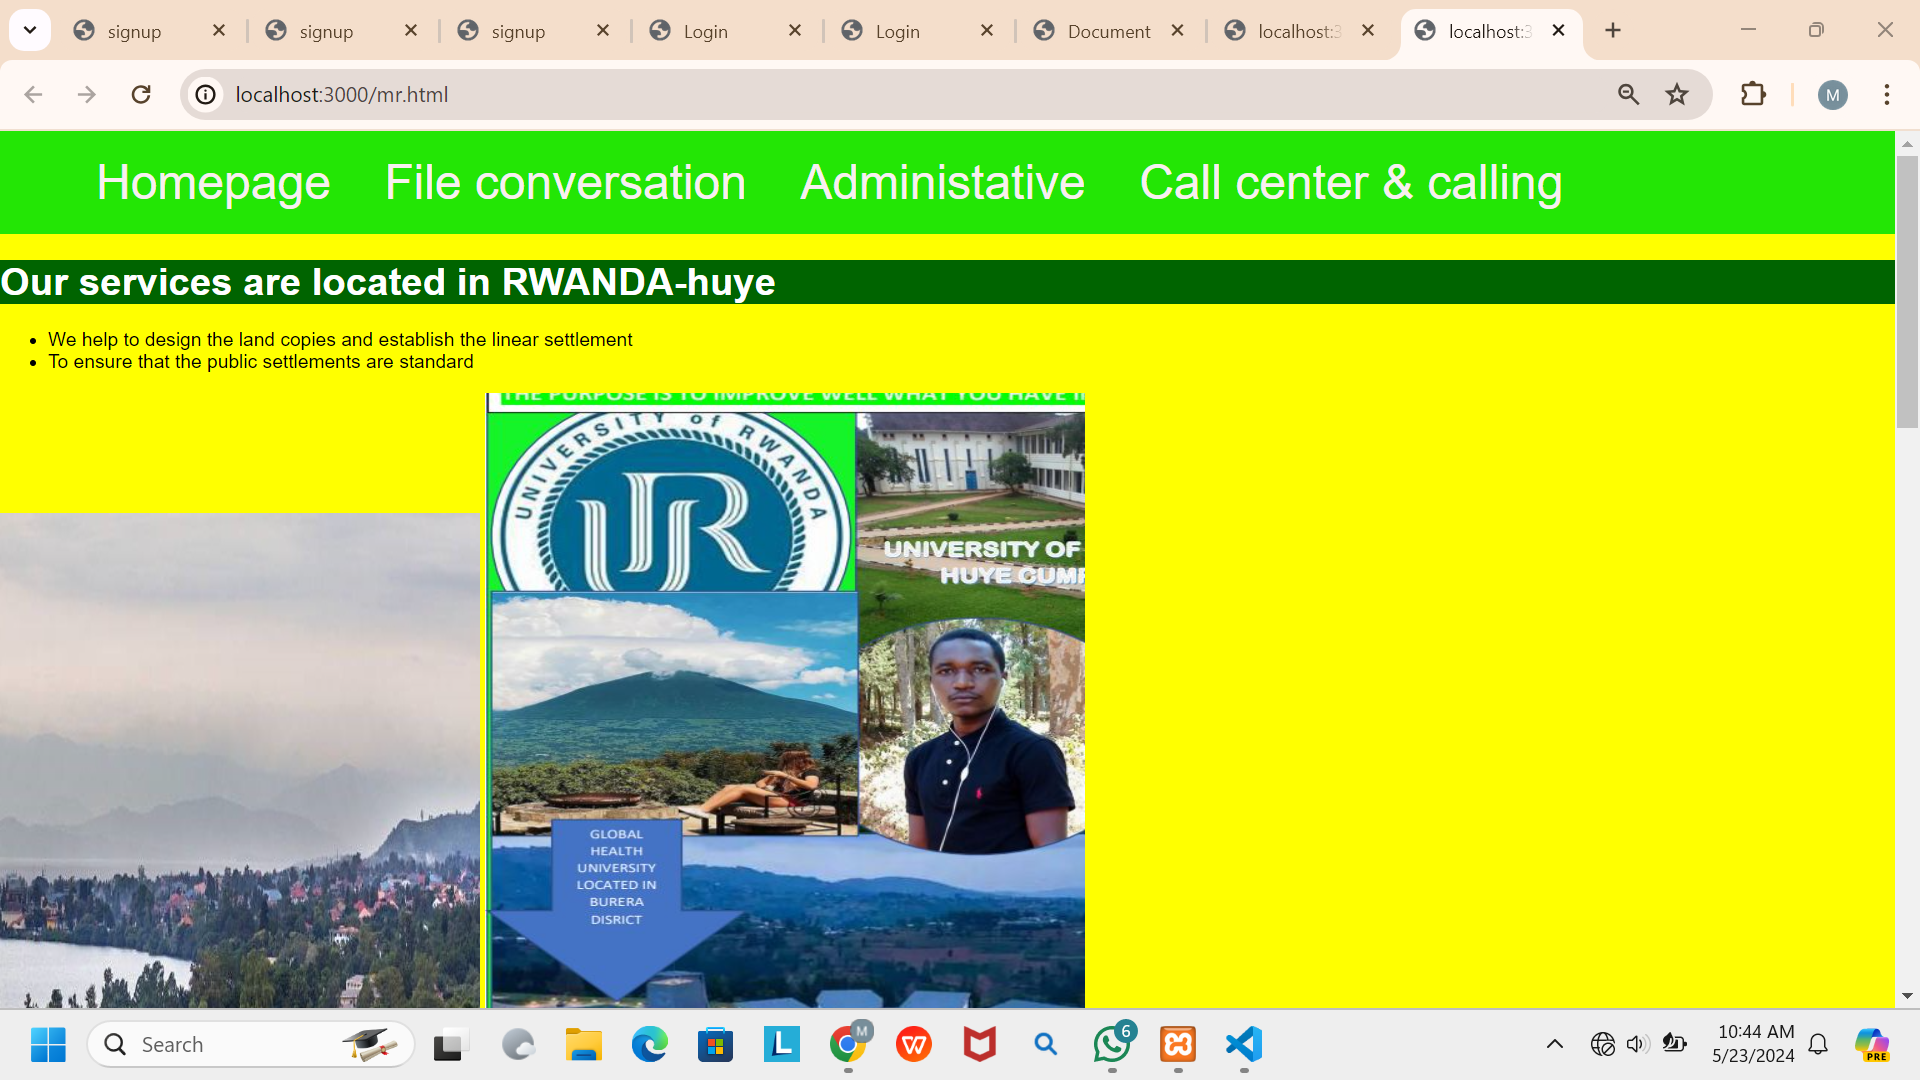 signup
signup
signup
Login
Login
Document
localhost:3
localhost:3
localhost:3000/mr.html
M
Homepage
File conversation
Administative
Call center & calling
Our services are located in RWANDA-huye
We help to design the land copies and establish the linear settlement
To ensure that the public settlements are standard
THE PURPOSE IS TO IMPROVE WELL WHAT YOU HAVE
UNIVERSITY of RWANDA
UR
UNIVERSITY OF
HUYE
GLOBAL
HEALTH
UNIVERSITY
LOCATED IN
BURERA
DISRICT
Search
L
M
W
6
10:44 AM
5/23/2024
PRE